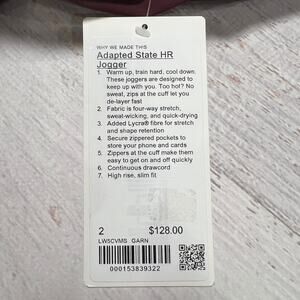 WHY WE MADE THIS
Adapted State HR
Jogger
1. Warm up, train hard, cool down.
These joggers are designed to
keep up with you. Too hot? No
sweat, zips at the cuff let you
de-layer fast
2. Fabric is four-way stretch,
sweat-wicking, and quick-drying
3. Added Lycra® fibre for stretch
and shape retention
4. Secure zippered pockets to
store your phone and cards
5. Zippers at the cuff make them
easy to get on and off quickly
6. Continuous drawcord
7. High rise, slim fit
2 $128.00
LW5CVMS GARN
000153839322